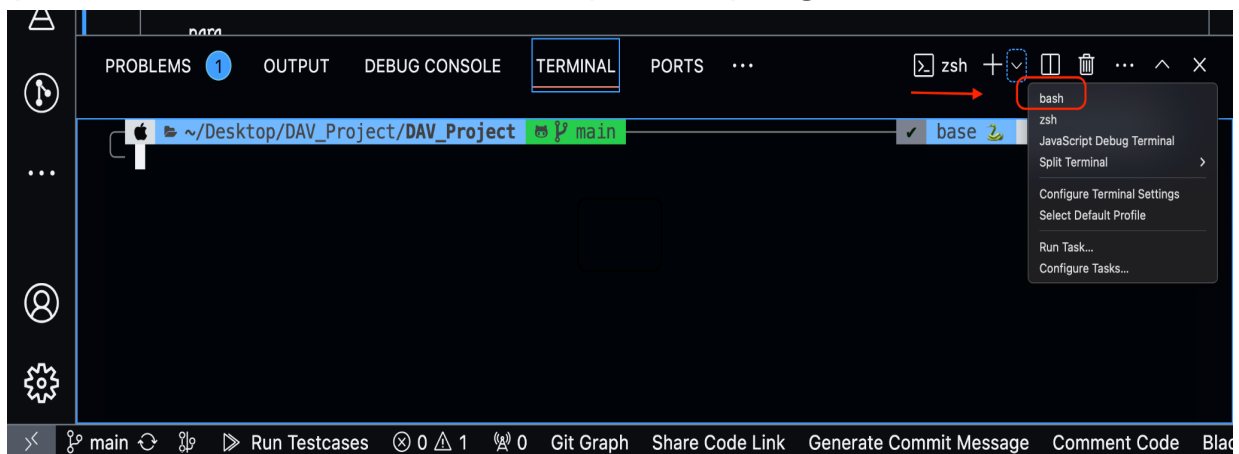 PROBLEMS 1 OUTPUT DEBUG CONSOLE TERMINAL PORTS ... zsh
bash
~/Desktop/DAV_Project/DAV_Project main base
zsh
JavaScript Debug Terminal
Split Terminal
Configure Terminal Settings
Select Default Profile
Run Task...
Configure Tasks...
main Run Testcases 0 1 0 Git Graph Share Code Link Generate Commit Message Comment Code Blac